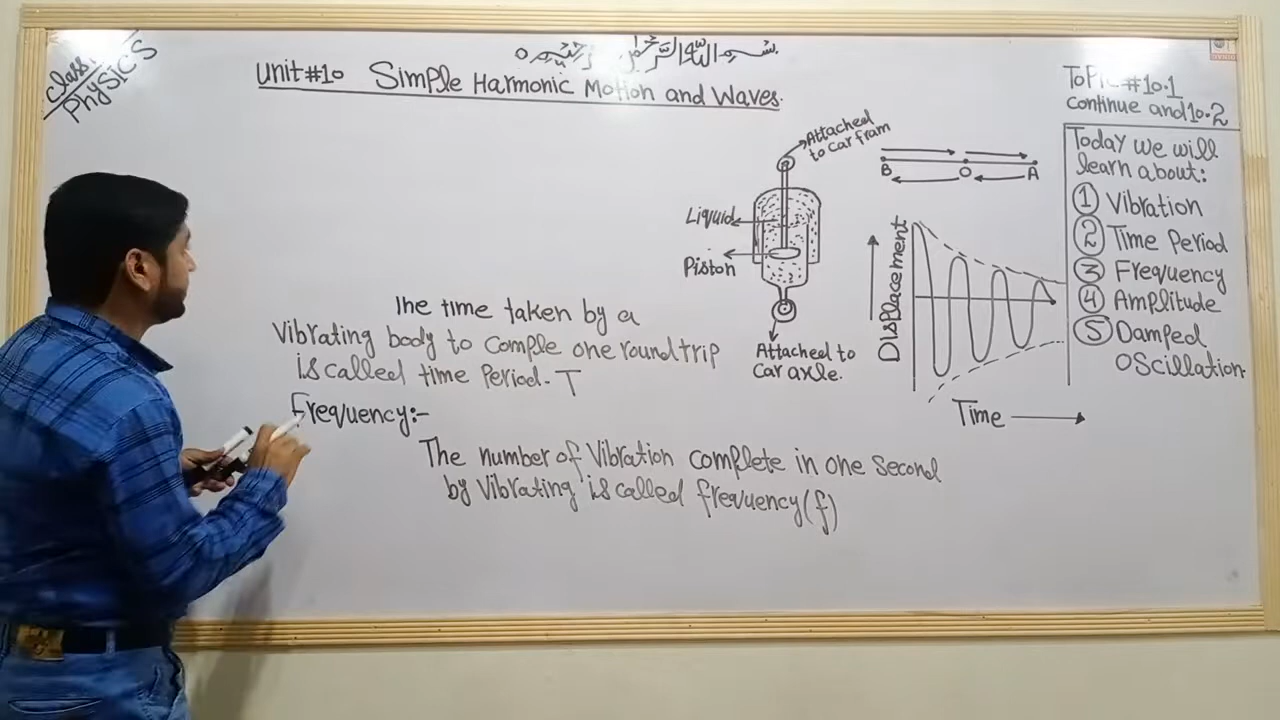 Class
Physics
بسم الله الرحمن
Unit #10 Simple Harmonic Motion and Waves.
Topic #10.1
continue and 10.2
Today we will
learn about:
1 Vibration
2 Time Period
3 Frequency
4 Amplitude
5 Damped
Oscillation.
Attached
to car fram
Liquid
Piston
Attached to
Car axle.
B O A
Displacement
Time
The time taken by a
Vibrating body to comple one round trip
is called time Period. T
Frequency:-
The number of Vibration complete in one Second
by Vibrating is called frequency (f)